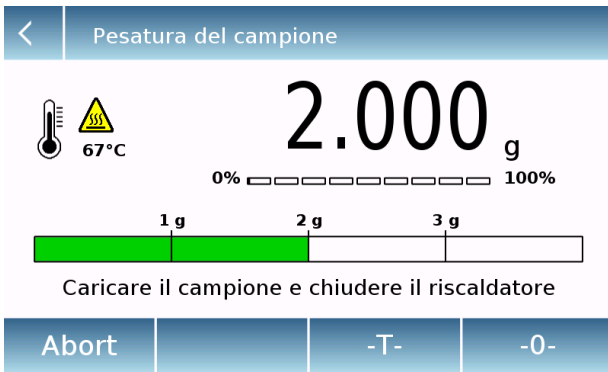 Pesatura del campione
2.000 g
67°C
0% 100%
1 g 2 g 3 g
Caricare il campione e chiudere il riscaldatore
Abort -T- -0-